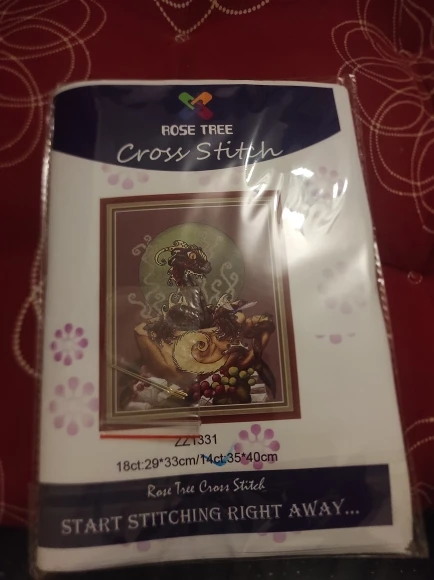 ROSE TREE
Cross Stitch
ZZ1331
18ct:29*33cm/14ct:35*40cm
Rose Tree Cross Stitch
START STITCHING RIGHT AWAY...